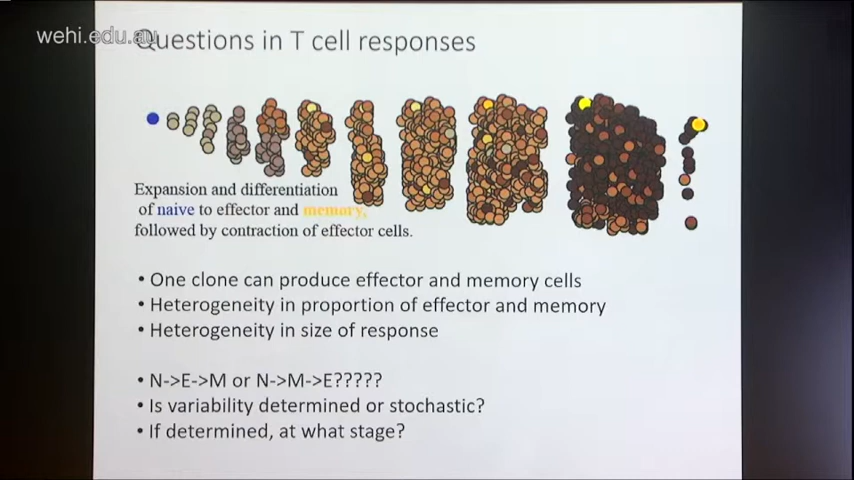 wehi.edu.au
Questions in T cell responses
Expansion and differentiation
of naive to effector and memory,
followed by contraction of effector cells.
• One clone can produce effector and memory cells
• Heterogeneity in proportion of effector and memory
• Heterogeneity in size of response
• N->E->M or N->M->E?????
• Is variability determined or stochastic?
• If determined, at what stage?